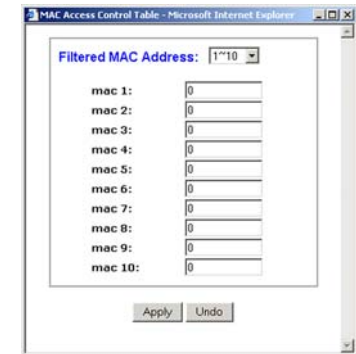 MAC Access Control Table - Microsoft Internet Explorer
Filtered MAC Address: 1~10
mac 1: 0
mac 2: 0
mac 3: 0
mac 4: 0
mac 5: 0
mac 6: 0
mac 7: 0
mac 8: 0
mac 9: 0
mac 10: 0
Apply Undo